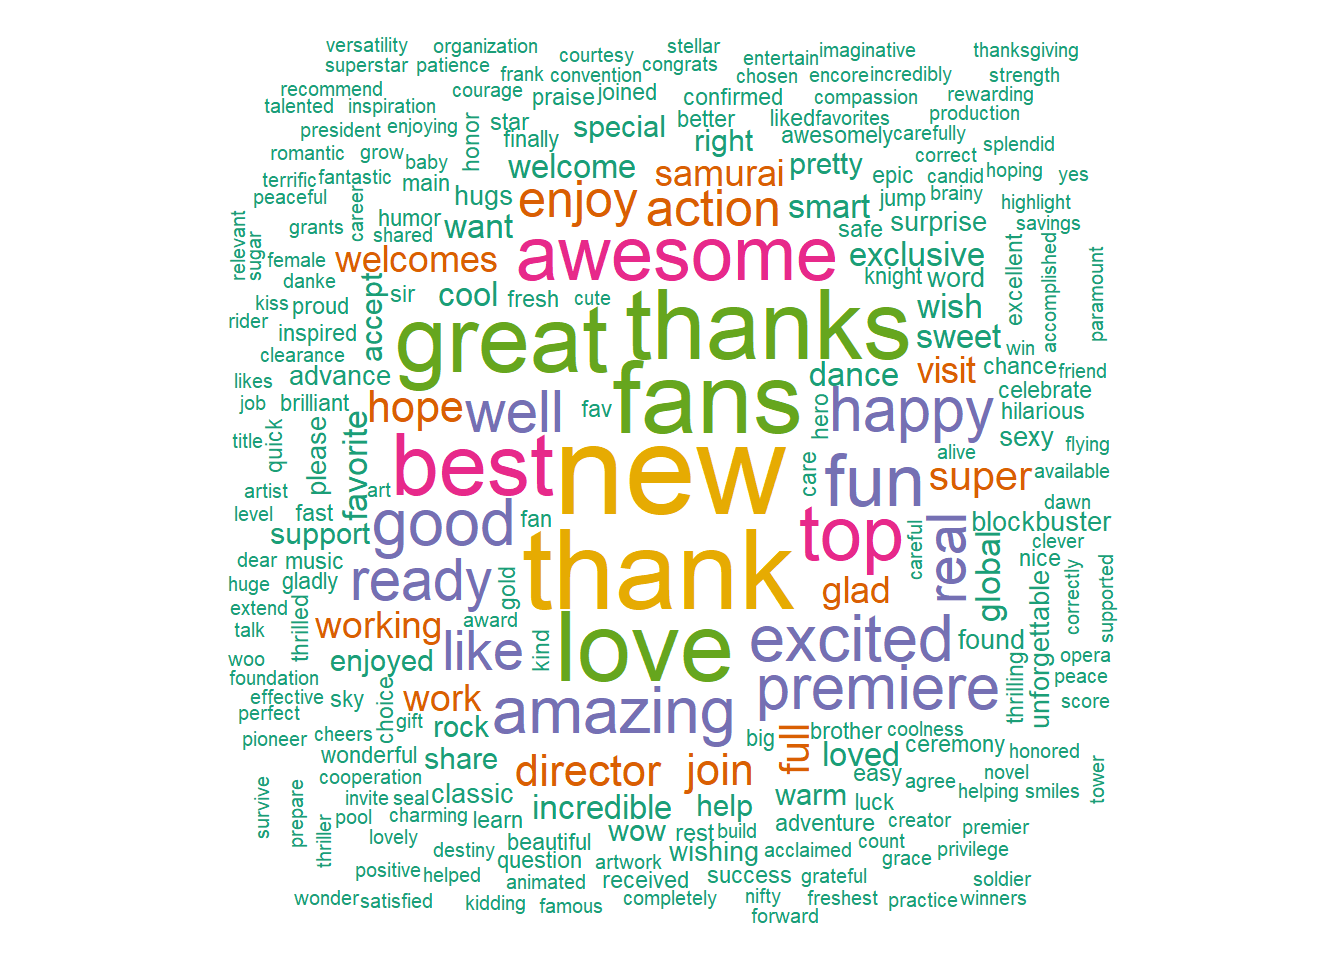 versatility organization courtesy stellar entertain imaginative thanksgiving
superstar patience frank convention congrats chosen encore incredibly strength
recommend courage praise joined confirmed compassion rewarding
talented inspiration honor star special better liked favorites production
president enjoying finally right awesomely carefully splendid
romantic grow baby welcome samurai pretty correct
terrific fantastic main hugs enjoy action epic candid hoping yes
peaceful career humor want smart jump brainy highlight
grants shared safe surprise savings
relevant sugar female welcomes awesome exclusive
danke accept sir cool fresh cute knight word excellent accomplished paramount
kiss proud great thanks wish
rider inspired sweet win
clearance advance fans dance visit chance friend
likes job brilliant hope well fav hero happy celebrate
title quick please favorite best new care sexy hilarious flying
artist art fun alive super available
level fast good fan top careful real global blockbuster dawn
support clever
dear music ready gold thank nice correctly supported
huge gladly glad unforgettable
extend thrilled working award
talk like kind love excited found opera
woo enjoyed thrilling peace
foundation
effective sky choice work amazing premiere score
perfect
pioneer cheers gift rock big full brother coolness
wonderful share loved ceremony honored
survive cooperation director join easy agree novel tower
prepare invite seal classic incredible help warm luck helping smiles
thriller pool charming learn wow rest build adventure creator premier
lovely beautiful wishing acclaimed count privilege
destiny question artwork grace
positive helped animated received success grateful soldier
wonder satisfied kidding famous completely nifty freshest practice winners
forward